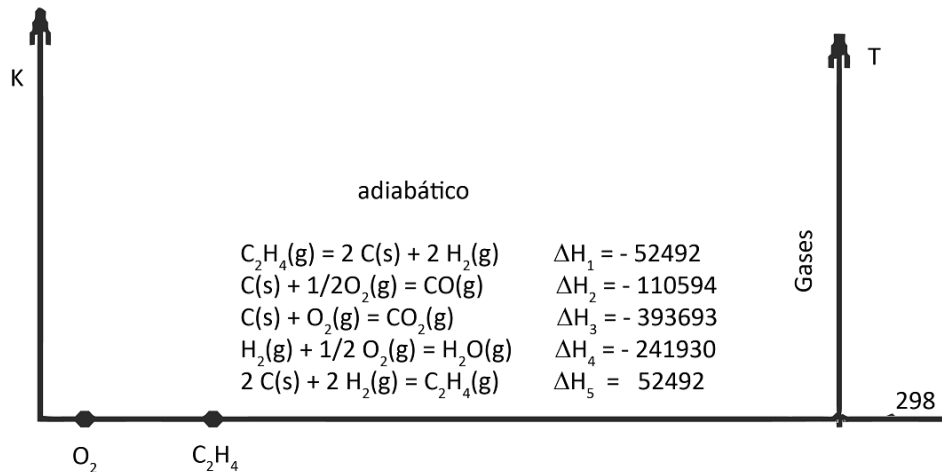 K
T
adiabático
Gases
C₂H₄(g) = 2 C(s) + 2 H₂(g) ΔH₁ = - 52492
C(s) + 1/2O₂(g) = CO(g) ΔH₂ = - 110594
C(s) + O₂(g) = CO₂(g) ΔH₃ = - 393693
H₂(g) + 1/2 O₂(g) = H₂O(g) ΔH₄ = - 241930
2 C(s) + 2 H₂(g) = C₂H₄(g) ΔH₅ = 52492
298
O₂ C₂H₄